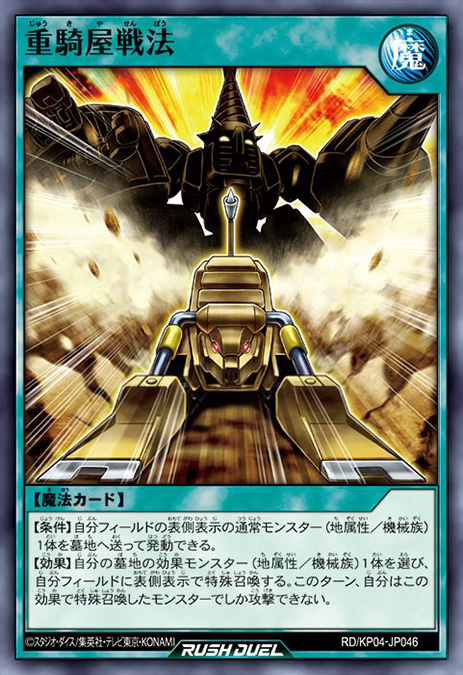 じゅうきやせんぽう
重騎屋戦法
魔
【魔法カード】
【条件】自分フィールドの表側表示の通常モンスター（地属性／機械族）
1体を墓地へ送って発動できる。
【効果】自分の墓地の効果モンスター（地属性／機械族）1体を選び、
自分フィールドに表側表示で特殊召喚する。このターン、自分はこの
効果で特殊召喚したモンスターでしか攻撃できない。
©スタジオ・ダイス/集英社・テレビ東京・KONAMI
RUSH DUEL
RD/KP04-JP046